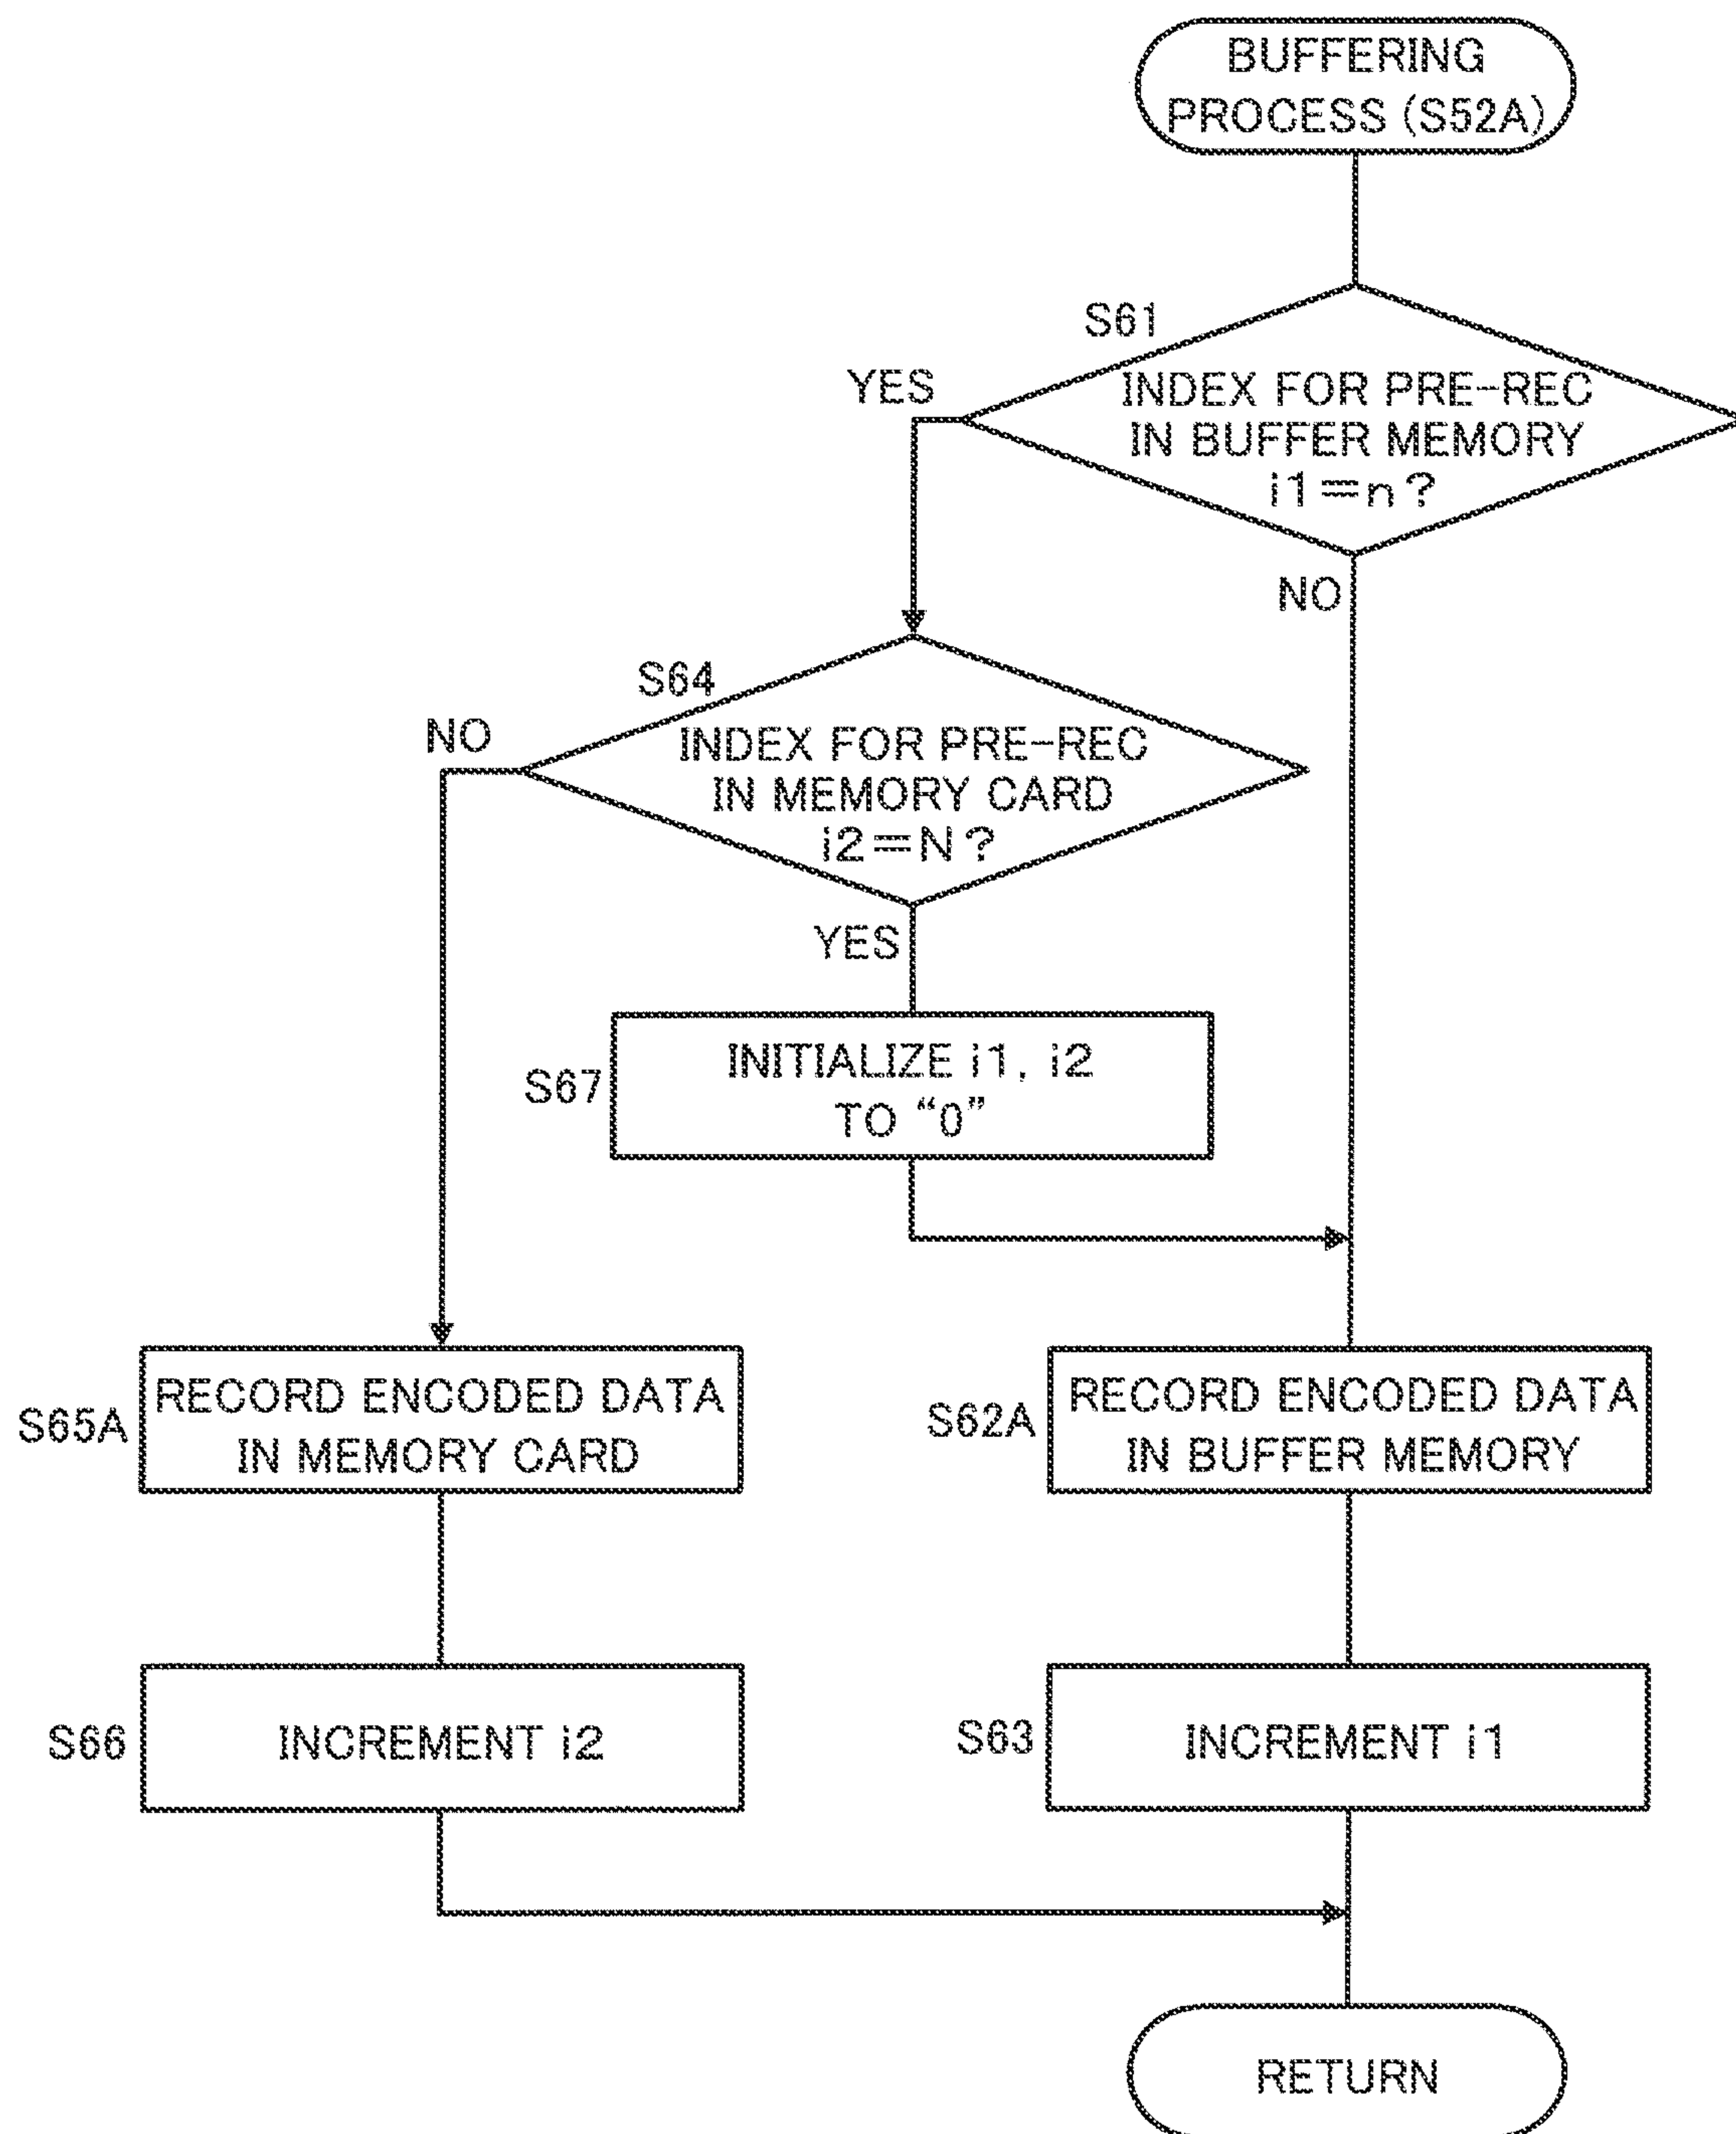 BUFFERING
PROCESS (S52A)
S61
YES
INDEX FOR PRE-REC
IN BUFFER MEMORY
i1=n?
NO
S64
NO
INDEX FOR PRE-REC
IN MEMORY CARD
i2=N?
YES
S67
INITIALIZE i1, i2
TO “0”
S65A
RECORD ENCODED DATA
IN MEMORY CARD
S62A
RECORD ENCODED DATA
IN BUFFER MEMORY
S66
INCREMENT i2
S63
INCREMENT i1
RETURN